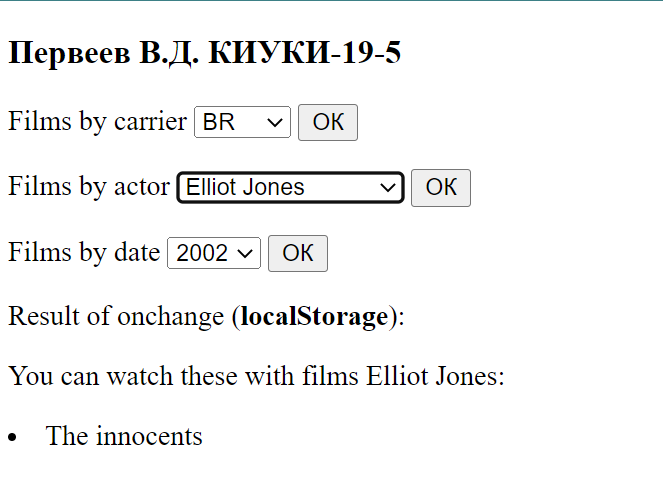 Первеев В.Д. КИУКИ-19-5
Films by carrier BR OK
Films by actor Elliot Jones OK
Films by date 2002 OK
Result of onchange (localStorage):
You can watch these with films Elliot Jones:
• The innocents